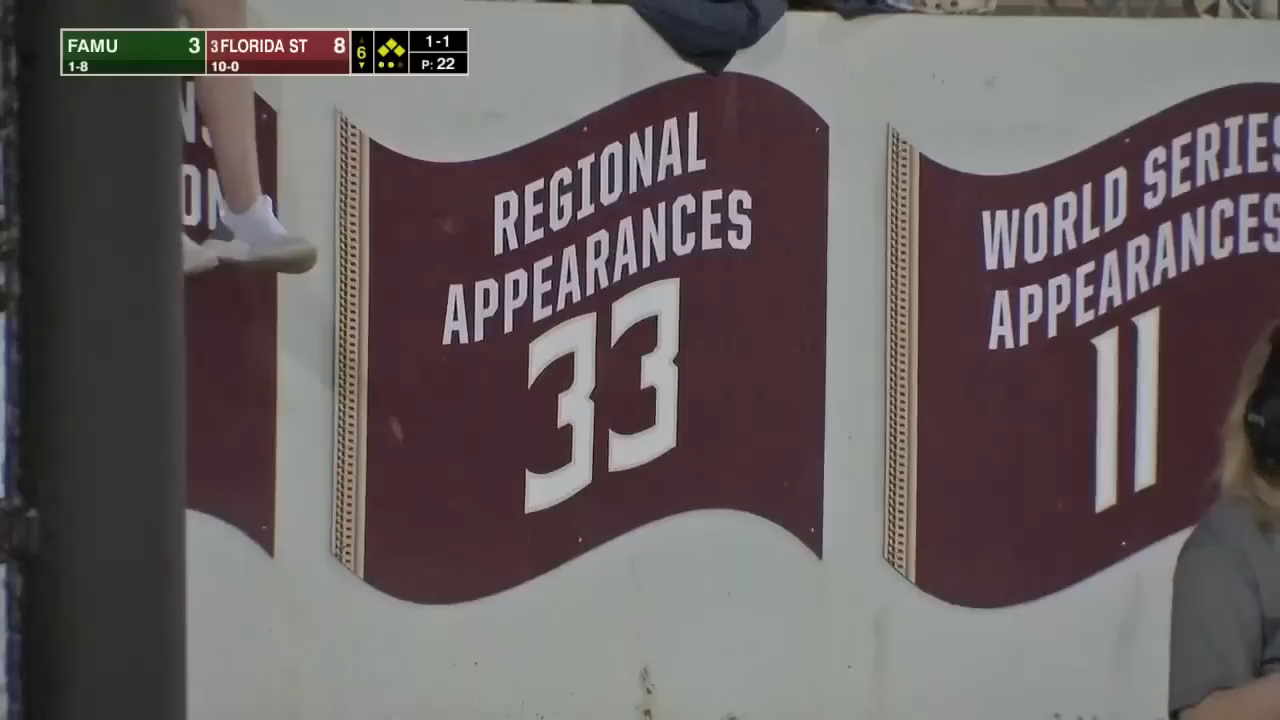 FAMU 3 3 FLORIDA ST 8 6 1-1
1-8 10-0 P: 22
REGIONAL
APPEARANCES
33
WORLD SERIES
APPEARANCES
11